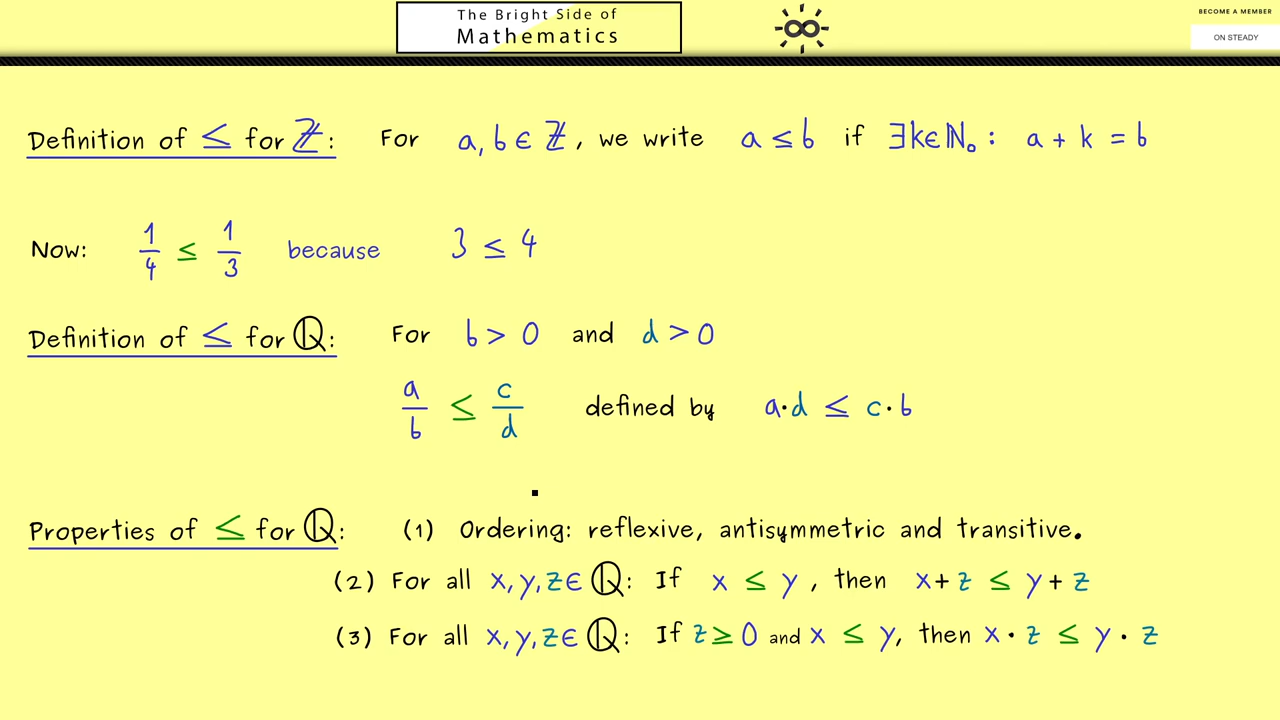 The Bright Side of
Mathematics
BECOME A MEMBER
ON STEADY
Definition of ≤ for ℤ: For a, b ∈ ℤ, we write a ≤ b if ∃k∈ℕ₀: a + k = b
Now: 1/4 ≤ 1/3 because 3 ≤ 4
Definition of ≤ for ℚ: For b > 0 and d > 0
a/b ≤ c/d defined by a·d ≤ c·b
Properties of ≤ for ℚ: (1) Ordering: reflexive, antisymmetric and transitive.
(2) For all x, y, z ∈ ℚ: If x ≤ y, then x + z ≤ y + z
(3) For all x, y, z ∈ ℚ: If z ≥ 0 and x ≤ y, then x · z ≤ y · z